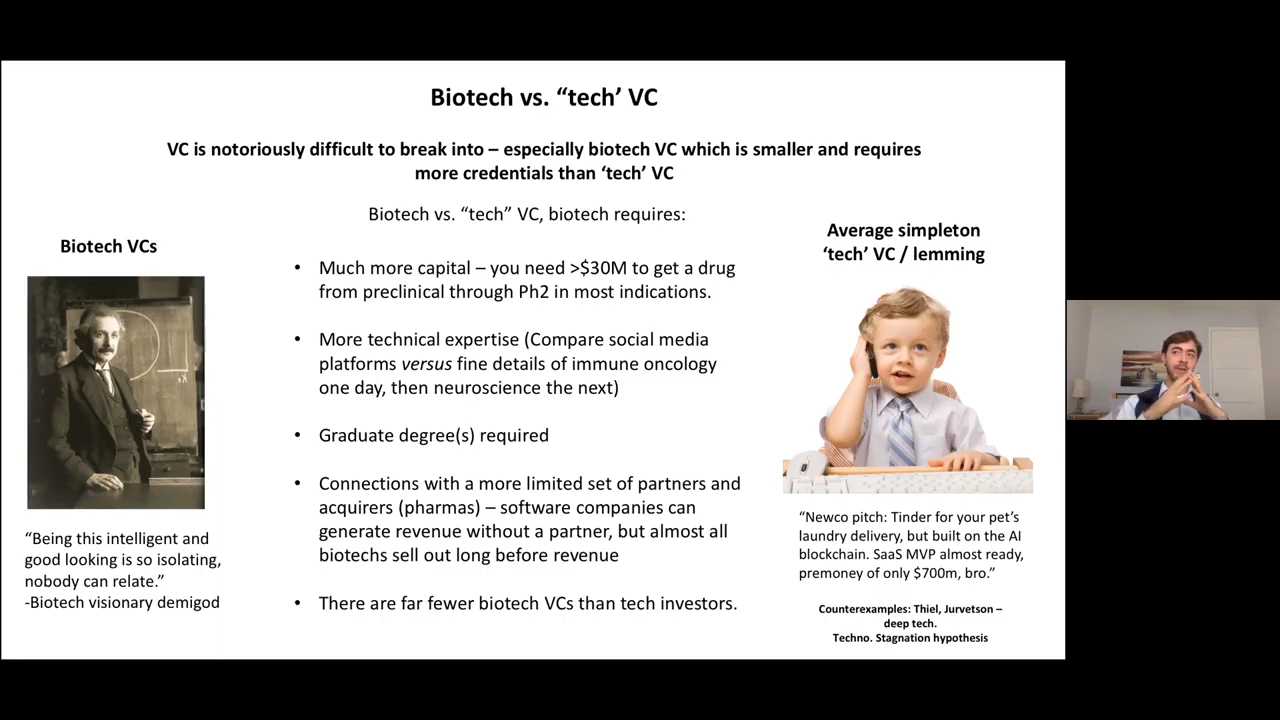 Biotech vs. “tech’ VC
VC is notoriously difficult to break into – especially biotech VC which is smaller and requires
more credentials than ‘tech’ VC
Biotech vs. “tech” VC, biotech requires:
Biotech VCs
“Being this intelligent and
good looking is so isolating,
nobody can relate.”
-Biotech visionary demigod
• Much more capital – you need >$30M to get a drug
from preclinical through Ph2 in most indications.
• More technical expertise (Compare social media
platforms versus fine details of immune oncology
one day, then neuroscience the next)
• Graduate degree(s) required
• Connections with a more limited set of partners and
acquirers (pharmas) – software companies can
generate revenue without a partner, but almost all
biotechs sell out long before revenue
• There are far fewer biotech VCs than tech investors.
Average simpleton
‘tech’ VC / lemming
“Newco pitch: Tinder for your pet’s
laundry delivery, but built on the AI
blockchain. SaaS MVP almost ready,
premoney of only $700m, bro.”
Counterexamples: Thiel, Jurvetson –
deep tech.
Techno. Stagnation hypothesis